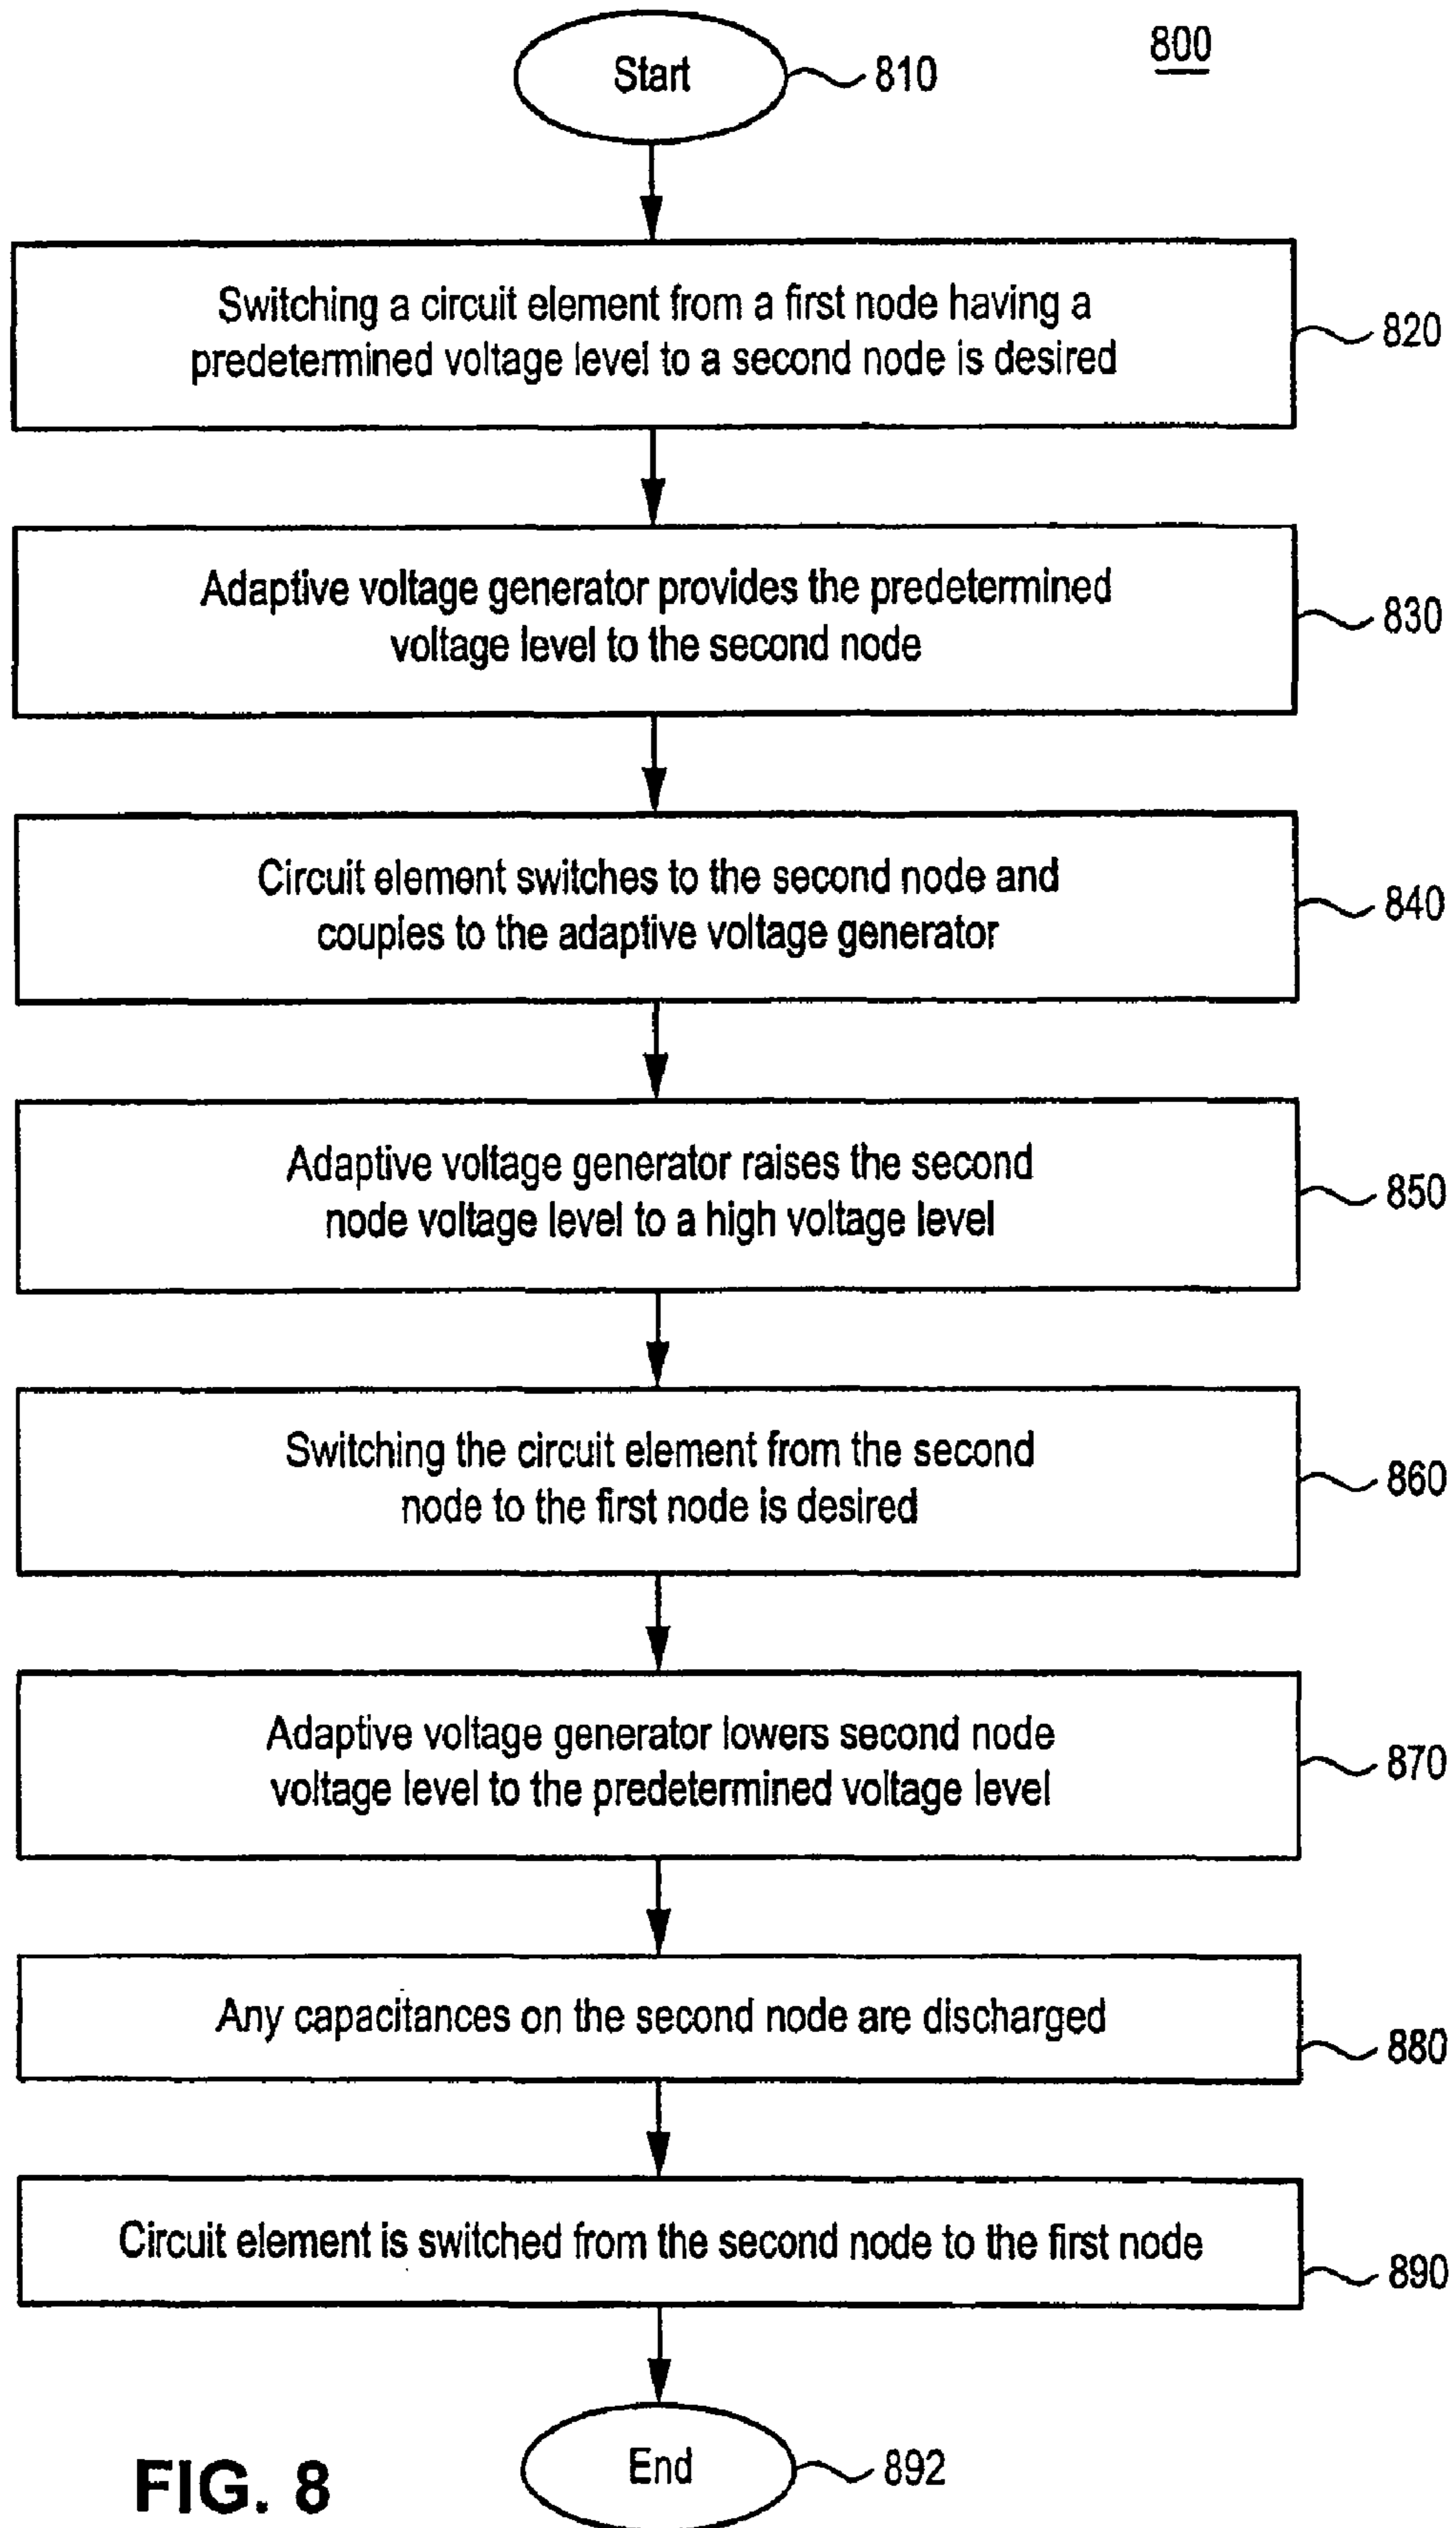 800
Start
810
Switching a circuit element from a first node having a
predetermined voltage level to a second node is desired
820
Adaptive voltage generator provides the predetermined
voltage level to the second node
830
Circuit element switches to the second node and
couples to the adaptive voltage generator
840
Adaptive voltage generator raises the second
node voltage level to a high voltage level
850
Switching the circuit element from the second
node to the first node is desired
860
Adaptive voltage generator lowers second node
voltage level to the predetermined voltage level
870
Any capacitances on the second node are discharged
880
Circuit element is switched from the second node to the first node
890
End
892
FIG. 8